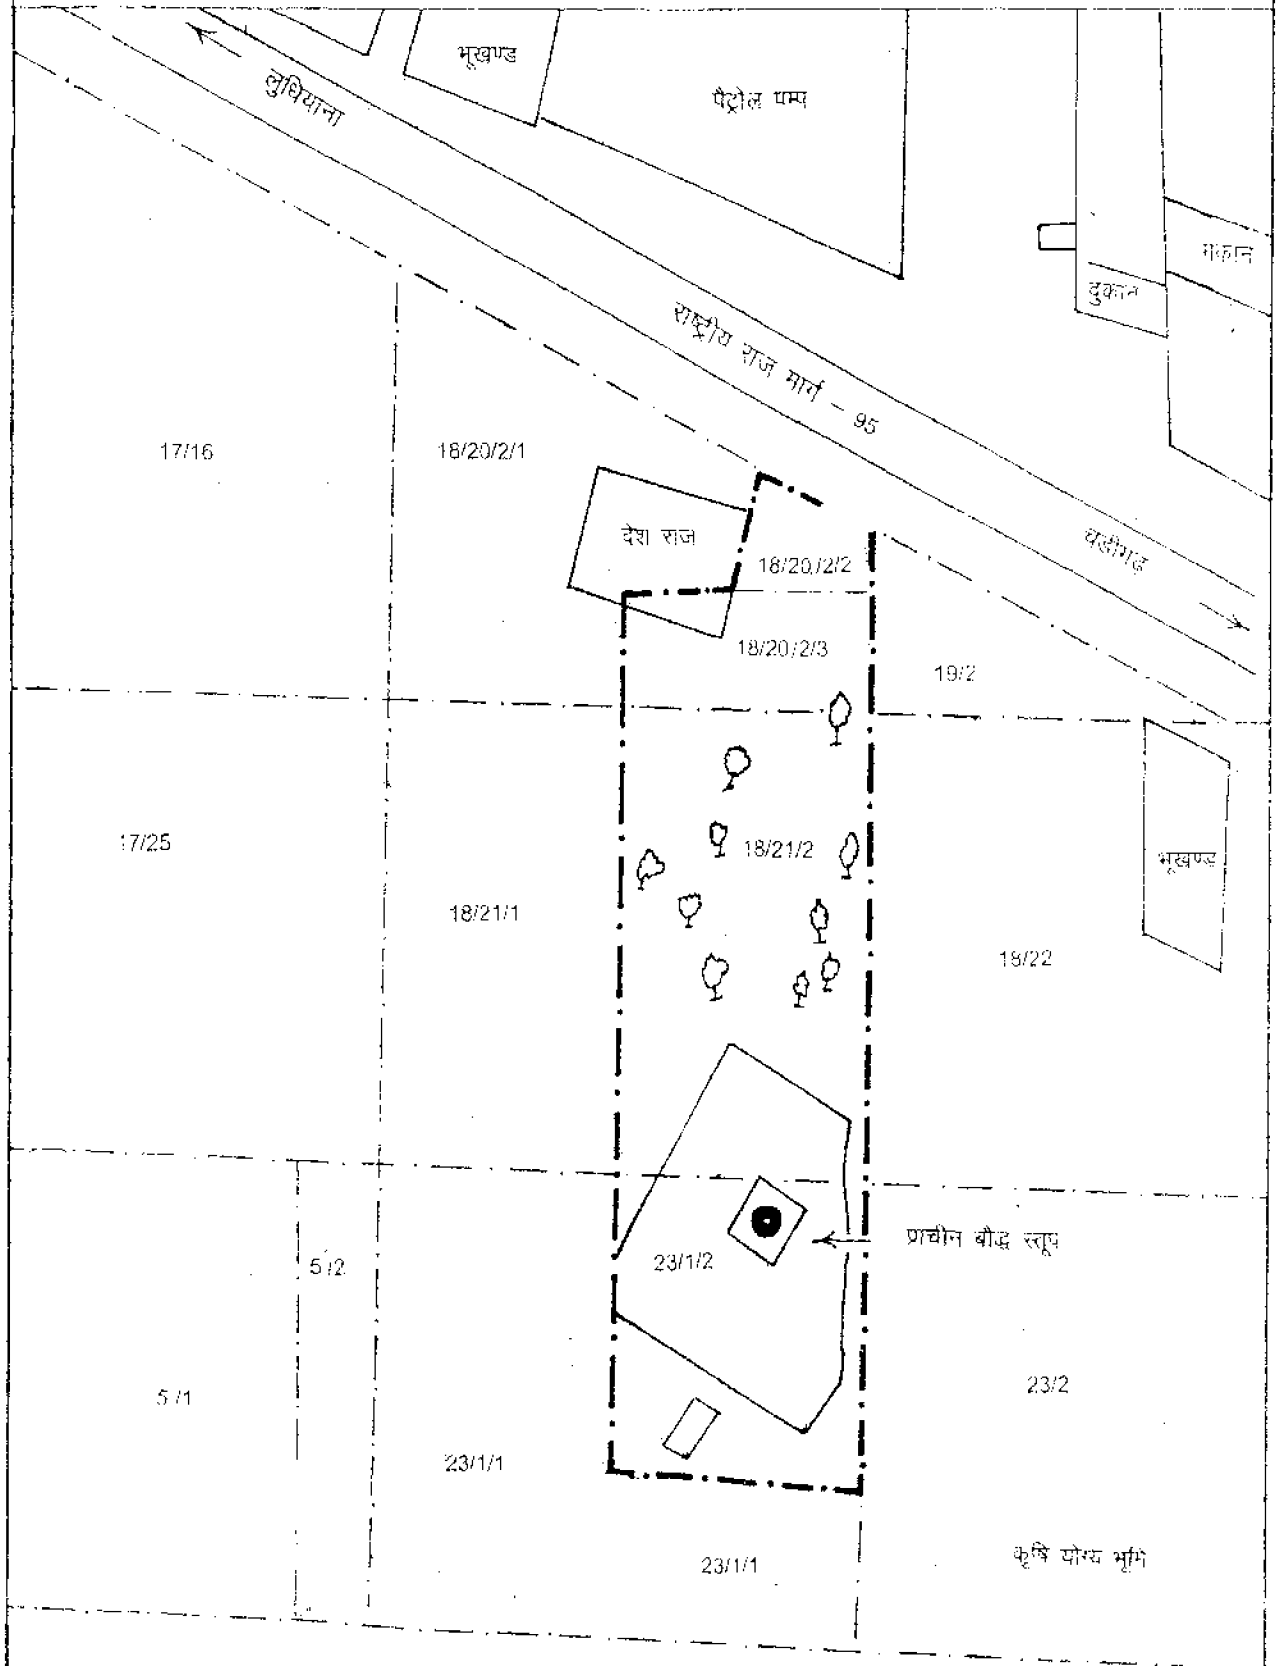 भूखण्ड
पैट्रोल पम्प
लुधियाना
मकान
दुकान
राष्ट्रीय राज मार्ग - 95
17/16
18/20/2/1
देश राज
चडीगढ़
18/20/2/2
18/20/2/3
19/2
17/25
18/21/2
भूखण्ड
18/21/1
18/22
प्राचीन बौद्ध स्तूप
23/1/2
5/2
5/1
23/2
23/1/1
23/1/1
कृषि योग्य भूमि